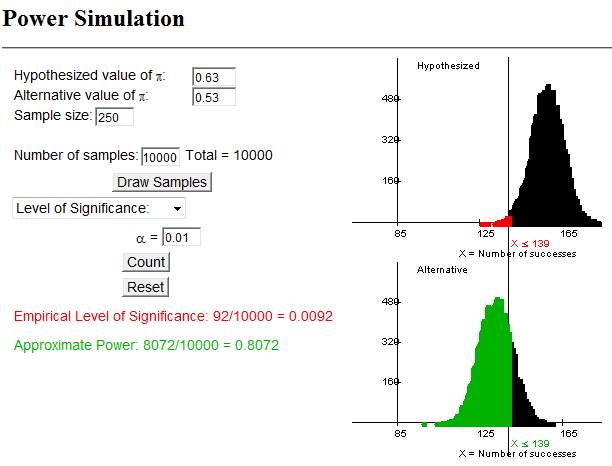 Power Simulation
Hypothesized value of π: 0.63
Alternative value of π: 0.53
Sample size: 250
Number of samples: 10000 Total = 10000
Draw Samples
Level of Significance:
α = 0.01
Count
Reset
Empirical Level of Significance: 92/10000 = 0.0092
Approximate Power: 8072/10000 = 0.8072
Hypothesized
480
320
160
85 125 165
X ≤ 139
X = Number of successes
Alternative
480
320
160
85 125 165
X ≤ 139
X = Number of successes